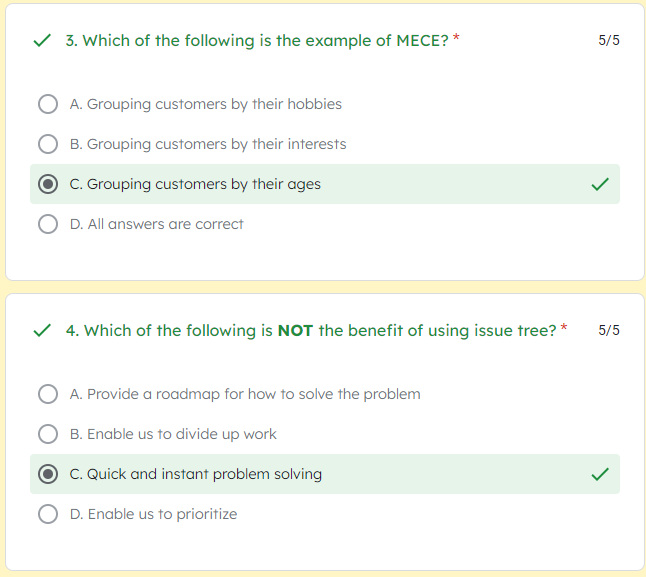 3. Which of the following is the example of MECE? *
5/5
A. Grouping customers by their hobbies
B. Grouping customers by their interests
C. Grouping customers by their ages
D. All answers are correct
4. Which of the following is NOT the benefit of using issue tree? *
5/5
A. Provide a roadmap for how to solve the problem
B. Enable us to divide up work
C. Quick and instant problem solving
D. Enable us to prioritize